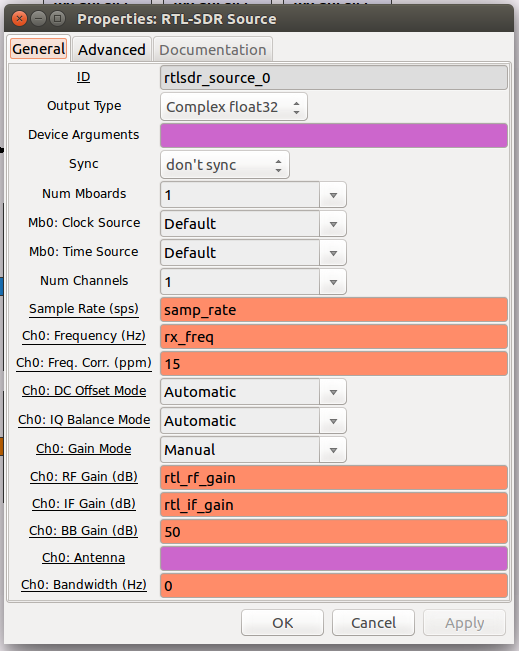 Properties: RTL-SDR Source
General Advanced Documentation
ID rtlsdr_source_0
Output Type Complex float32
Device Arguments
Sync don't sync
Num Mboards 1
Mb0: Clock Source Default
Mb0: Time Source Default
Num Channels 1
Sample Rate (sps) samp_rate
Ch0: Frequency (Hz) rx_freq
Ch0: Freq. Corr. (ppm) 15
Ch0: DC Offset Mode Automatic
Ch0: IQ Balance Mode Automatic
Ch0: Gain Mode Manual
Ch0: RF Gain (dB) rtl_rf_gain
Ch0: IF Gain (dB) rtl_if_gain
Ch0: BB Gain (dB) 50
Ch0: Antenna
Ch0: Bandwidth (Hz) 0
OK Cancel Apply